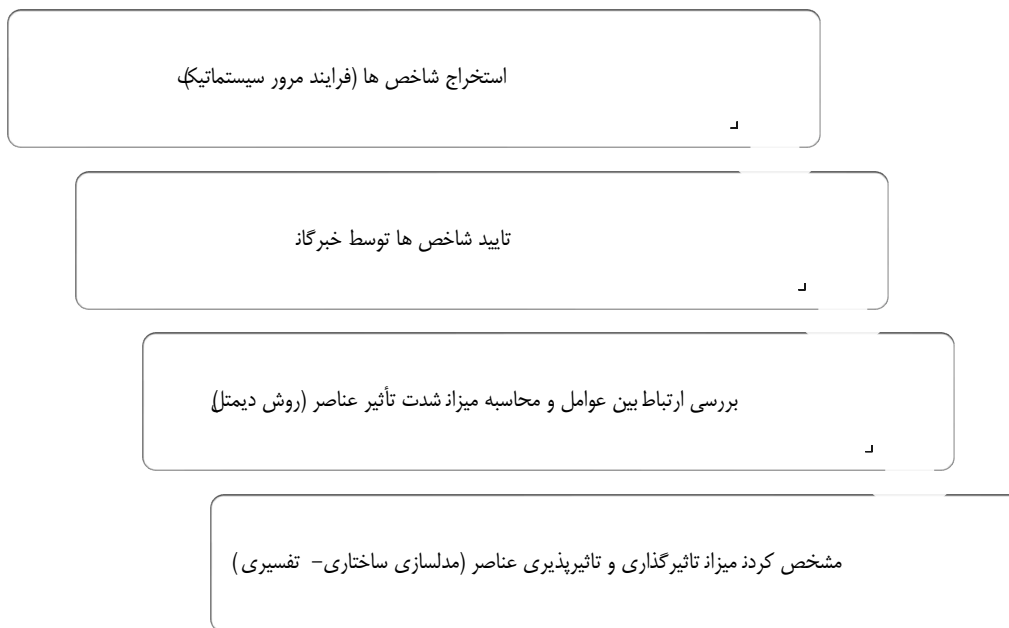 استخراج شاخص ها (فرایند مرور سیستماتیک)
تایید شاخص ها توسط خبرگان
بررسی ارتباط بین عوامل و محاسبه میزان شدت تأثیر عناصر (روش دیمتل)
مشخص کردن میزان تاثیرگذاری و تاثیرپذیری عناصر (مدلسازی ساختاری- تفسیری)